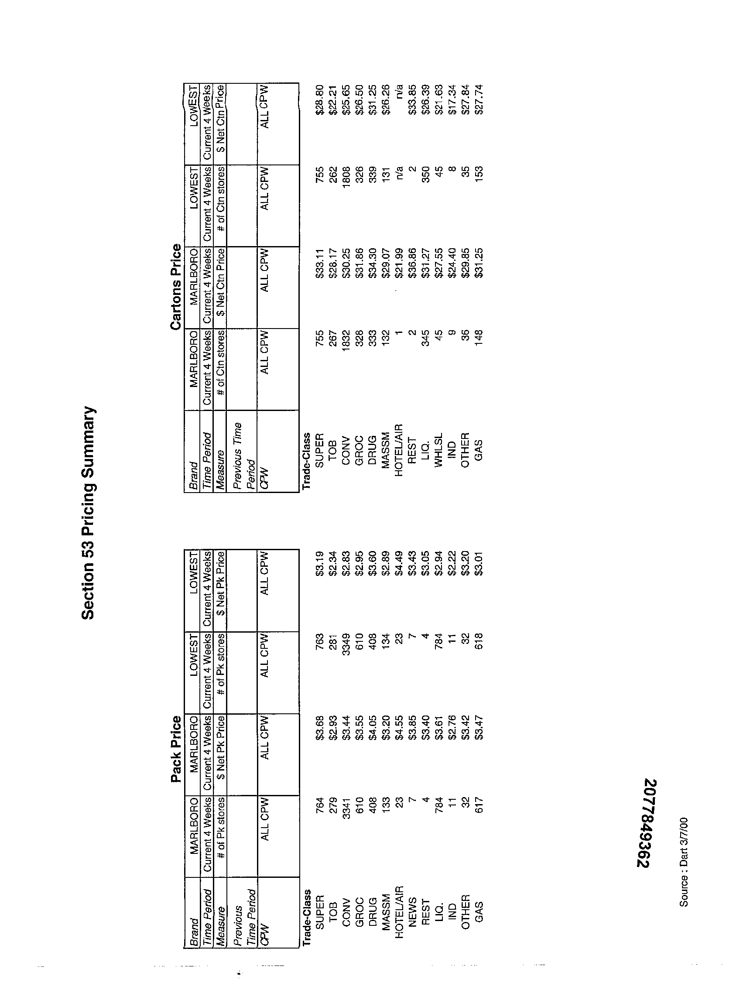 Section 53 Pricing Summary
Pack Price
Brand MARLBORO MARLBORO LOWEST LOWEST
Time Period Current 4 Weeks Current 4 Weeks Current 4 Weeks Current 4 Weeks
Measure # of Pk stores $ Net Pk Price # of Pk stores $ Net Pk Price
Previous
Time Period
CPW ALL CPW ALL CPW ALL CPW ALL CPW
Trade-Class
SUPER 764 $3.68 763 $3.19
TOB 279 $2.93 281 $2.34
CONV 3341 $3.44 3349 $2.83
GROC 610 $3.55 610 $2.95
DRUG 408 $4.05 408 $3.60
MASSM 133 $3.20 134 $2.89
HOTEL/AIR 23 $4.55 23 $4.49
NEWS 7 $3.85 7 $3.43
REST 4 $3.40 4 $3.05
LIQ. 784 $3.61 784 $2.94
IND 11 $2.76 11 $2.22
OTHER 32 $3.42 32 $3.20
GAS 617 $3.47 618 $3.01
Cartons Price
Brand MARLBORO MARLBORO LOWEST LOWEST
Time Period Current 4 Weeks Current 4 Weeks Current 4 Weeks Current 4 Weeks
Measure # of Ctn stores $ Net Ctn Price # of Ctn stores $ Net Ctn Price
Previous Time
Period
CPW ALL CPW ALL CPW ALL CPW ALL CPW
Trade-Class
SUPER 755 $33.11 755 $28.80
TOB 267 $28.17 262 $22.21
CONV 1832 $30.25 1808 $25.65
GROC 328 $31.86 326 $26.50
DRUG 333 $34.30 339 $31.25
MASSM 132 $29.07 131 $26.26
HOTEL/AIR 1 $21.99 n/a n/a
REST 2 $36.86 2 $33.85
LIQ. 345 $31.27 350 $26.39
WHLSL 45 $27.55 45 $21.63
IND 9 $24.40 8 $17.34
OTHER 36 $29.85 35 $27.84
GAS 148 $31.25 153 $27.74
2077849362
Source : Dart 3/7/00